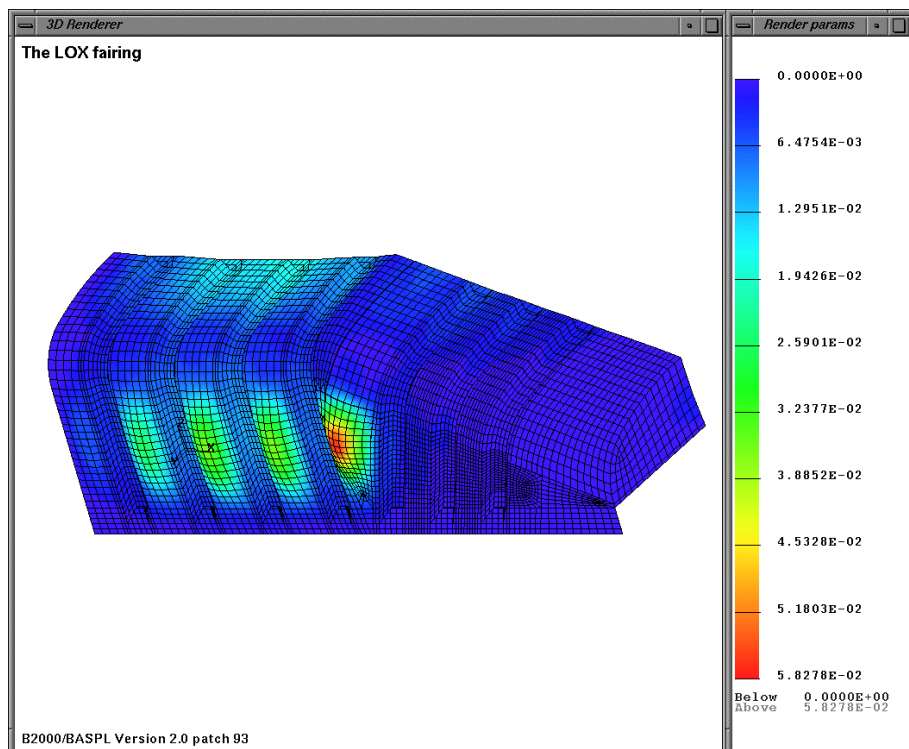 3D Renderer
Render params
The LOX fairing
0.0000E+00
6.4754E-03
1.2951E-02
1.9426E-02
2.5901E-02
3.2377E-02
3.8852E-02
4.5328E-02
5.1803E-02
5.8278E-02
Below 0.0000E+00
Above 5.8278E-02
B2000/BASPL Version 2.0 patch 93